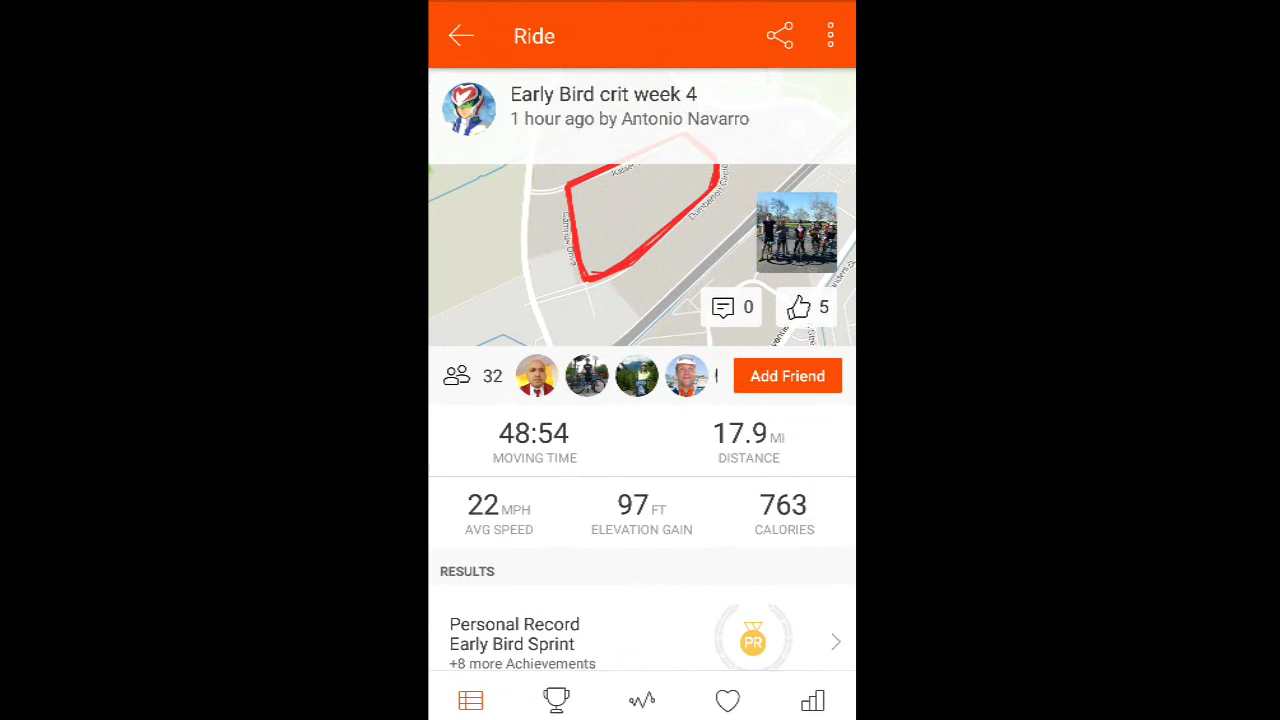 Ride
Early Bird crit week 4
1 hour ago by Antonio Navarro
Dumbarton Circle
0
5
32
Add Friend
48:54
MOVING TIME
17.9 MI
DISTANCE
22 MPH
AVG SPEED
97 FT
ELEVATION GAIN
763
CALORIES
RESULTS
Personal Record
Early Bird Sprint
+8 more Achievements
PR